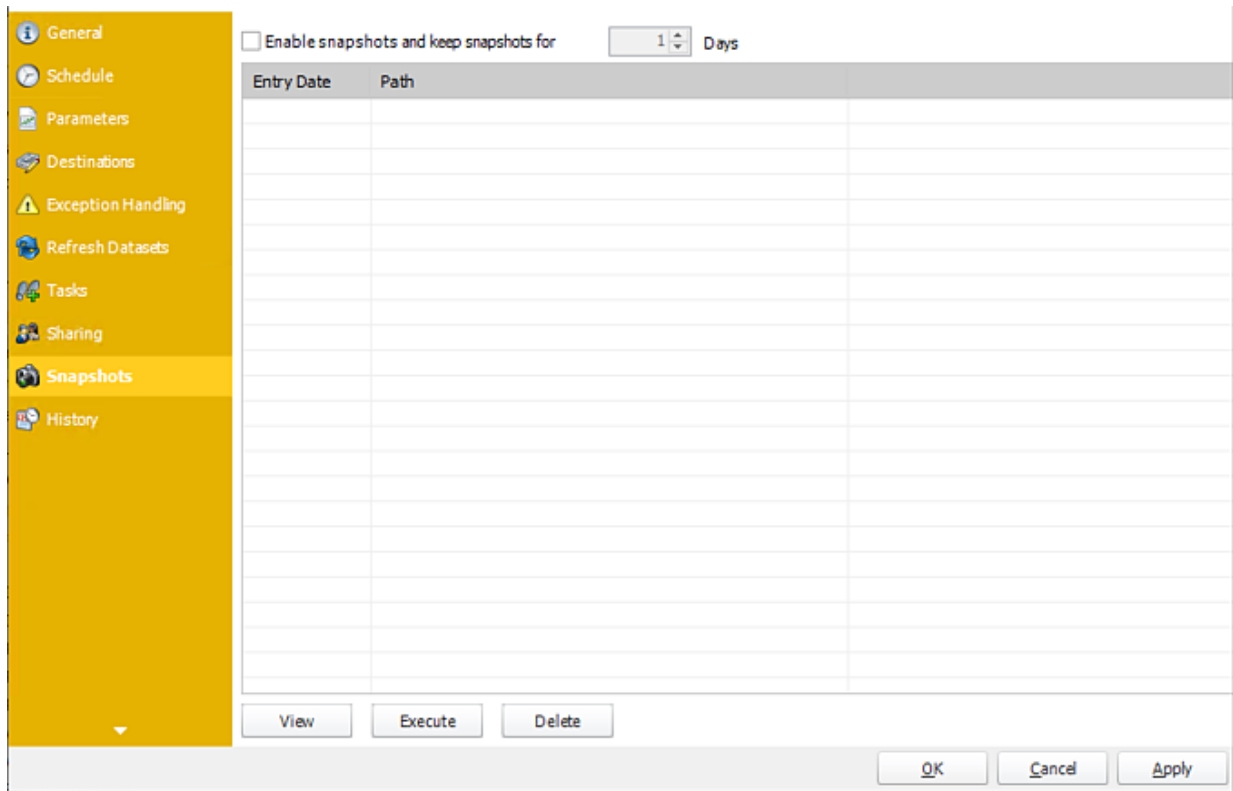 General
Schedule
Parameters
Destinations
Exception Handling
Refresh Datasets
Tasks
Sharing
Snapshots
History
Enable snapshots and keep snapshots for 1 Days
Entry Date Path
View Execute Delete
OK Cancel Apply